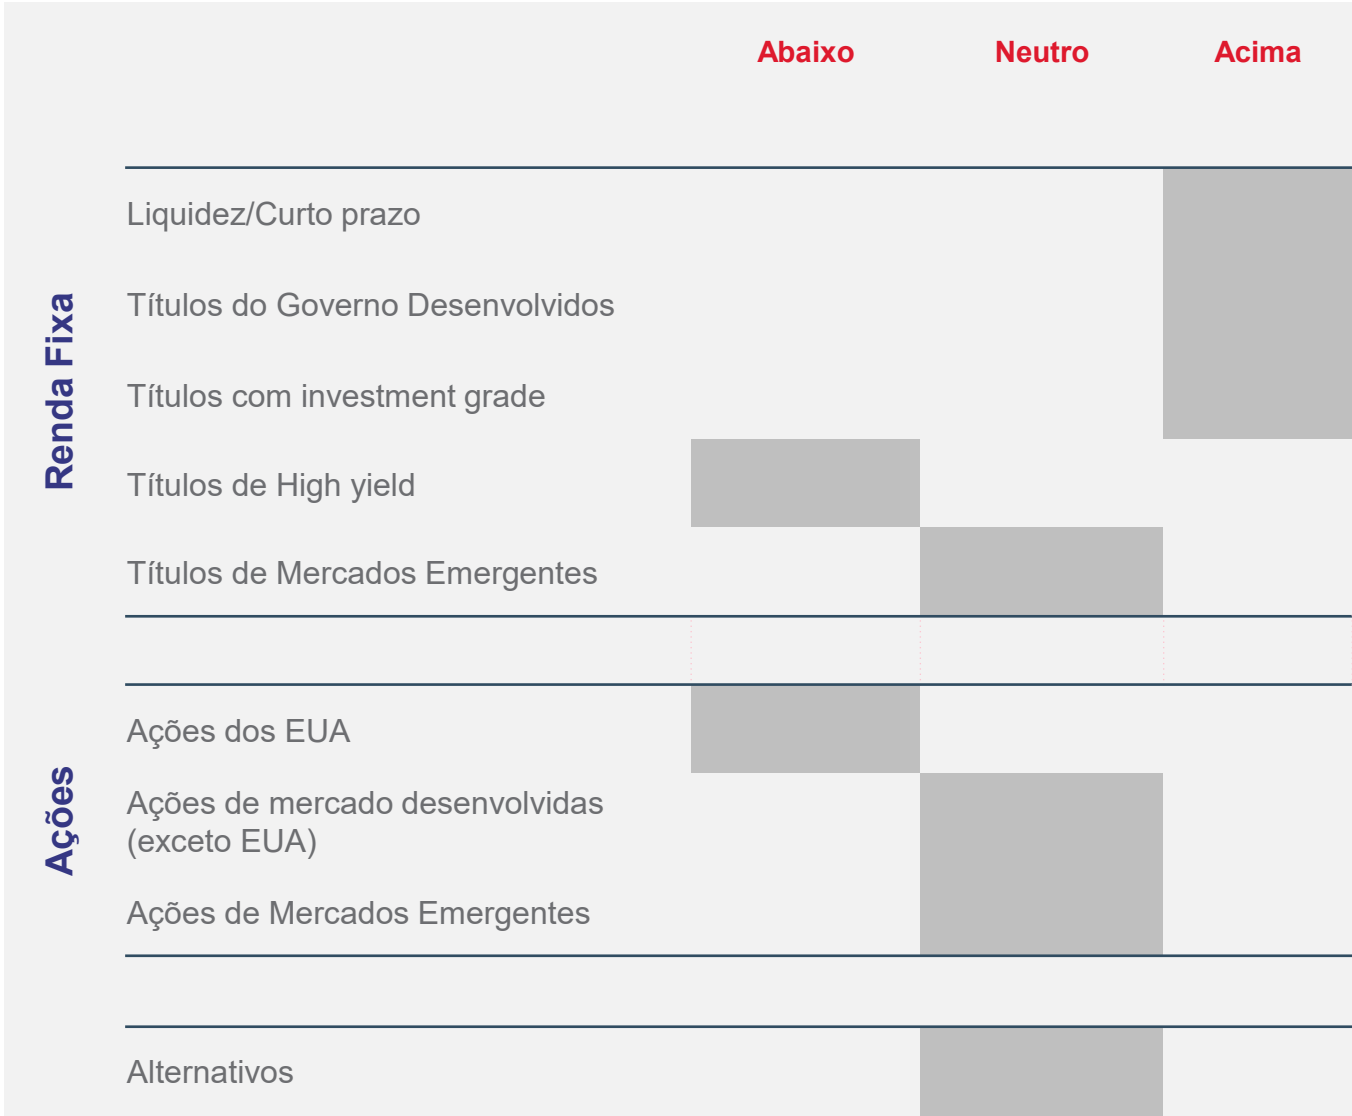 Abaixo Neutro Acima
Renda Fixa
Liquidez/Curto prazo
Títulos do Governo Desenvolvidos
Títulos com investment grade
Títulos de High yield
Títulos de Mercados Emergentes
Ações
Ações dos EUA
Ações de mercado desenvolvidas
(exceto EUA)
Ações de Mercados Emergentes
Alternativos